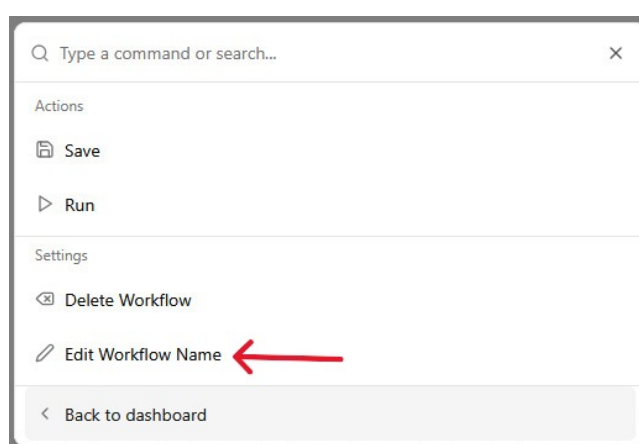 Type a command or search...
Actions
Save
Run
Settings
Delete Workflow
Edit Workflow Name
Back to dashboard